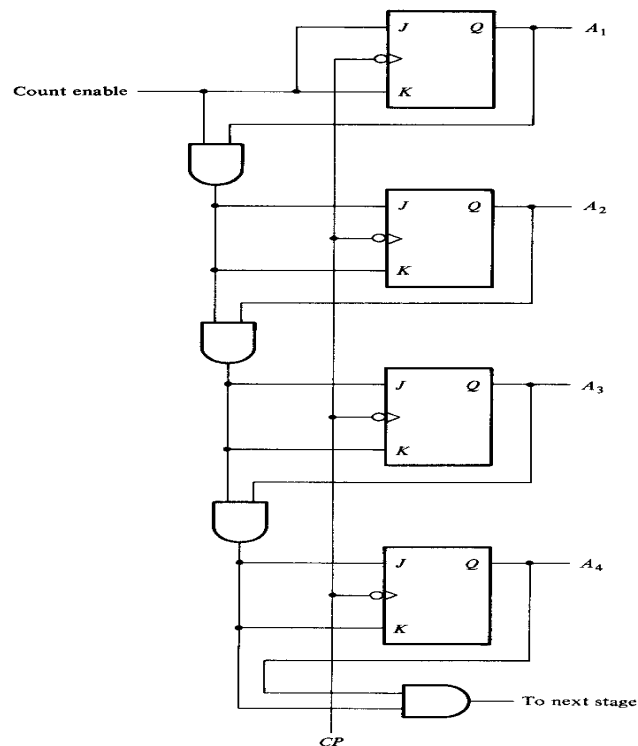 J Q A1
Count enable
K
J Q A2
K
J Q A3
K
J Q A4
K
To next stage
CP